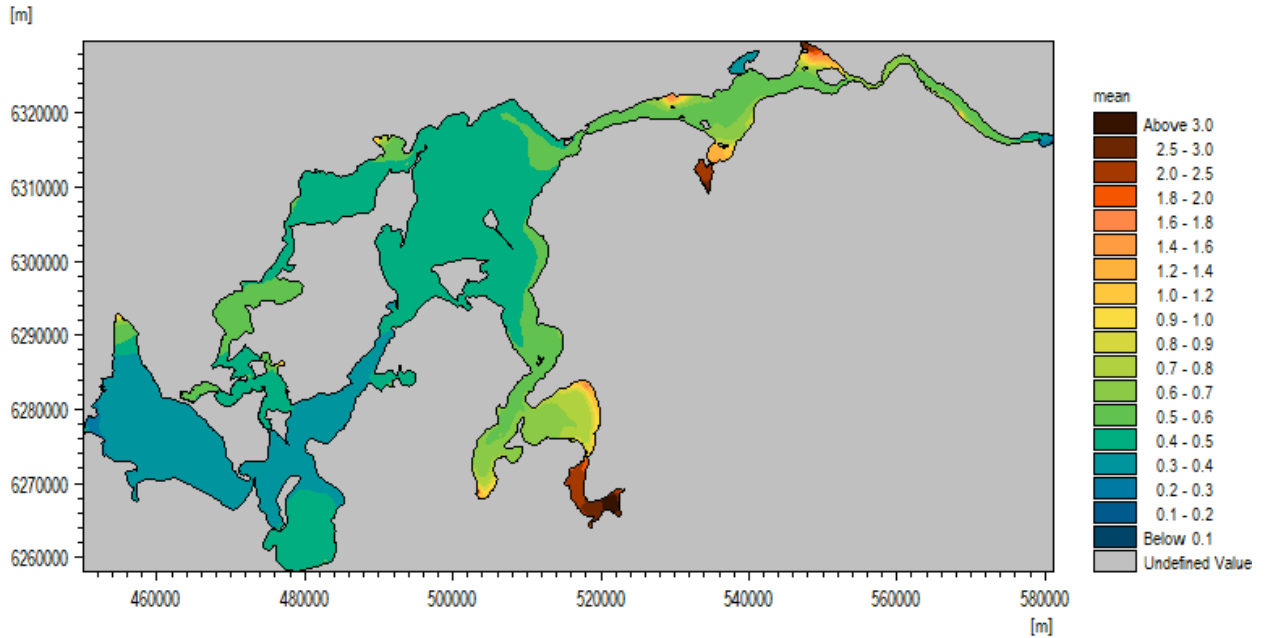 [m]
6320000
6310000
6300000
6290000
6280000
6270000
6260000
460000 480000 500000 520000 540000 560000 580000
[m]
mean
Above 3.0
2.5 - 3.0
2.0 - 2.5
1.8 - 2.0
1.6 - 1.8
1.4 - 1.6
1.2 - 1.4
1.0 - 1.2
0.9 - 1.0
0.8 - 0.9
0.7 - 0.8
0.6 - 0.7
0.5 - 0.6
0.4 - 0.5
0.3 - 0.4
0.2 - 0.3
0.1 - 0.2
Below 0.1
Undefined Value